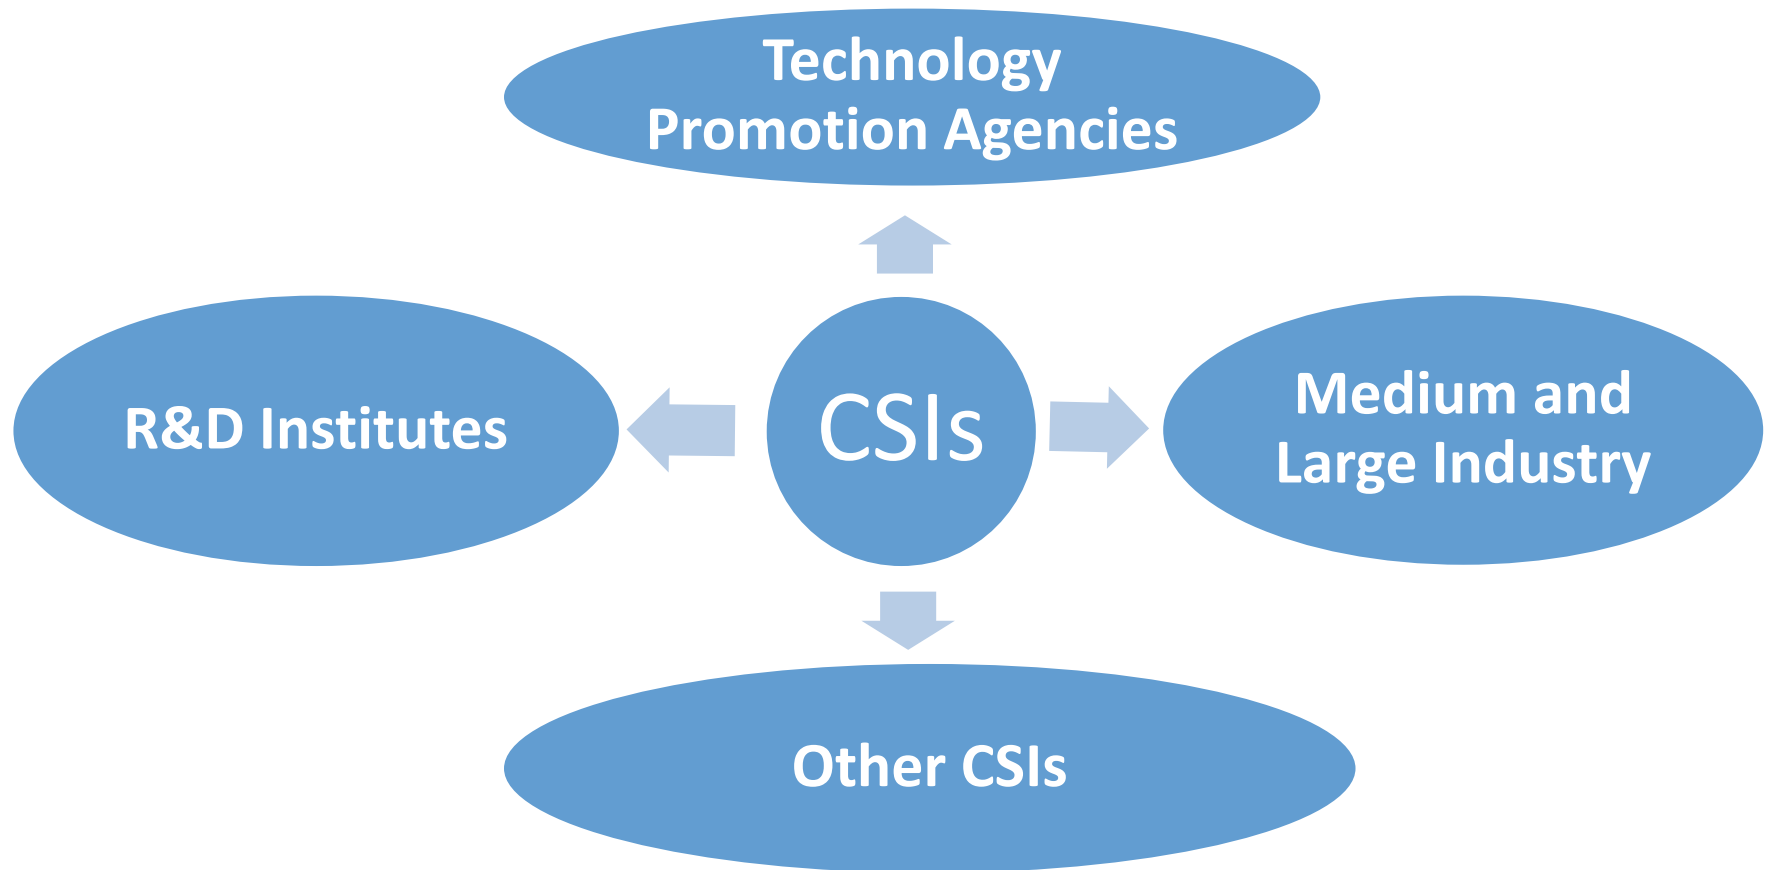 Technology
Promotion Agencies
R&D Institutes
CSIs
Medium and
Large Industry
Other CSIs